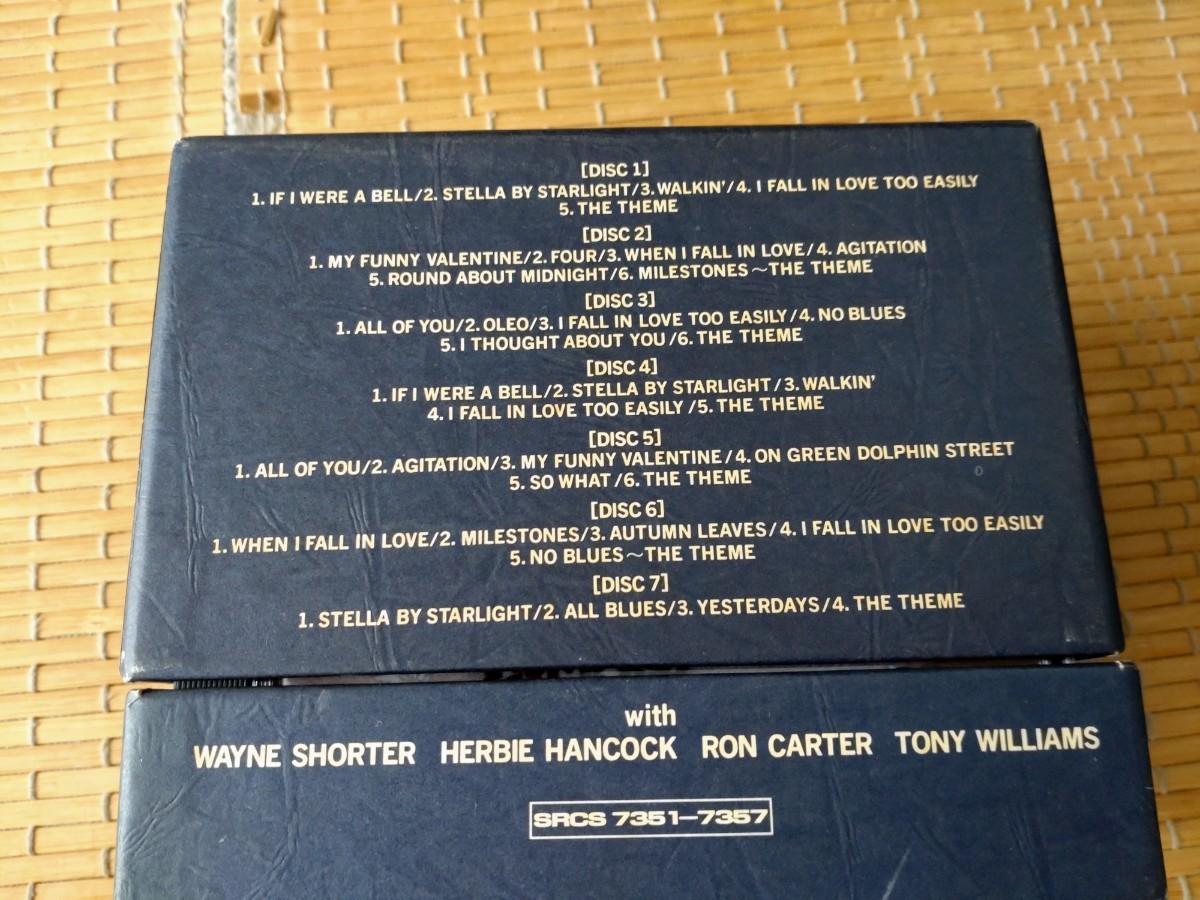 [DISC 1]
1. IF I WERE A BELL/2. STELLA BY STARLIGHT/3. WALKIN'/4. I FALL IN LOVE TOO EASILY
5. THE THEME
[DISC 2]
1. MY FUNNY VALENTINE/2. FOUR/3. WHEN I FALL IN LOVE/4. AGITATION
5. ROUND ABOUT MIDNIGHT/6. MILESTONES～THE THEME
[DISC 3]
1. ALL OF YOU/2. OLEO/3. I FALL IN LOVE TOO EASILY/4. NO BLUES
5. I THOUGHT ABOUT YOU/6. THE THEME
[DISC 4]
1. IF I WERE A BELL/2. STELLA BY STARLIGHT/3. WALKIN'
4. I FALL IN LOVE TOO EASILY/5. THE THEME
[DISC 5]
1. ALL OF YOU/2. AGITATION/3. MY FUNNY VALENTINE/4. ON GREEN DOLPHIN STREET
5. SO WHAT/6. THE THEME
[DISC 6]
1. WHEN I FALL IN LOVE/2. MILESTONES/3. AUTUMN LEAVES/4. I FALL IN LOVE TOO EASILY
5. NO BLUES～THE THEME
[DISC 7]
1. STELLA BY STARLIGHT/2. ALL BLUES/3. YESTERDAYS/4. THE THEME
with
WAYNE SHORTER HERBIE HANCOCK RON CARTER TONY WILLIAMS
SRCS 7351—7357